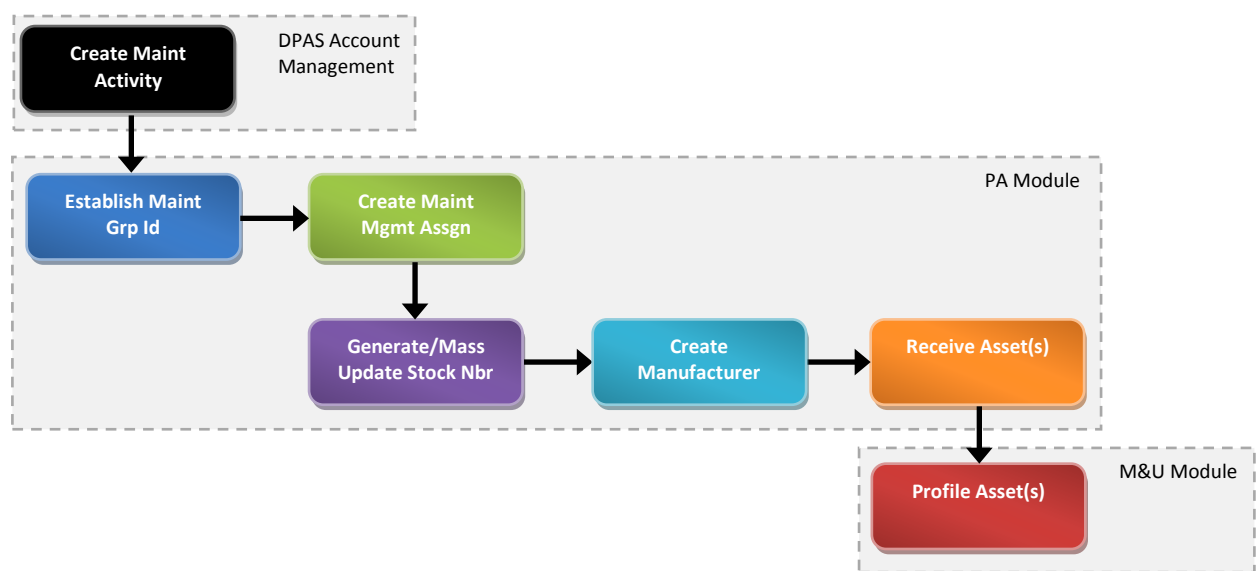 Create Maint
Activity
DPAS Account
Management
PA Module
Establish Maint
Grp Id
Create Maint
Mgmt Assgn
Generate/Mass
Update Stock Nbr
Create
Manufacturer
Receive Asset(s)
M&U Module
Profile Asset(s)